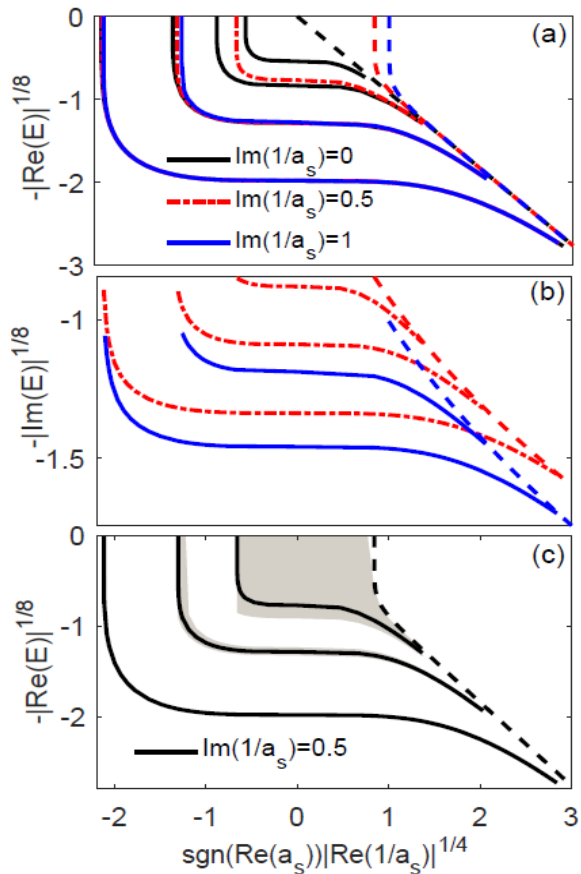 0
(a)
-1
-|Re(E)|^{1/8}
Im(1/a_s)=0
-2
Im(1/a_s)=0.5
Im(1/a_s)=1
-3
(b)
-1
-|Im(E)|^{1/8}
-1.5
0
(c)
-1
-|Re(E)|^{1/8}
-2
Im(1/a_s)=0.5
-2 -1 0 1 2 3
sgn(Re(a_s))|Re(1/a_s)|^{1/4}